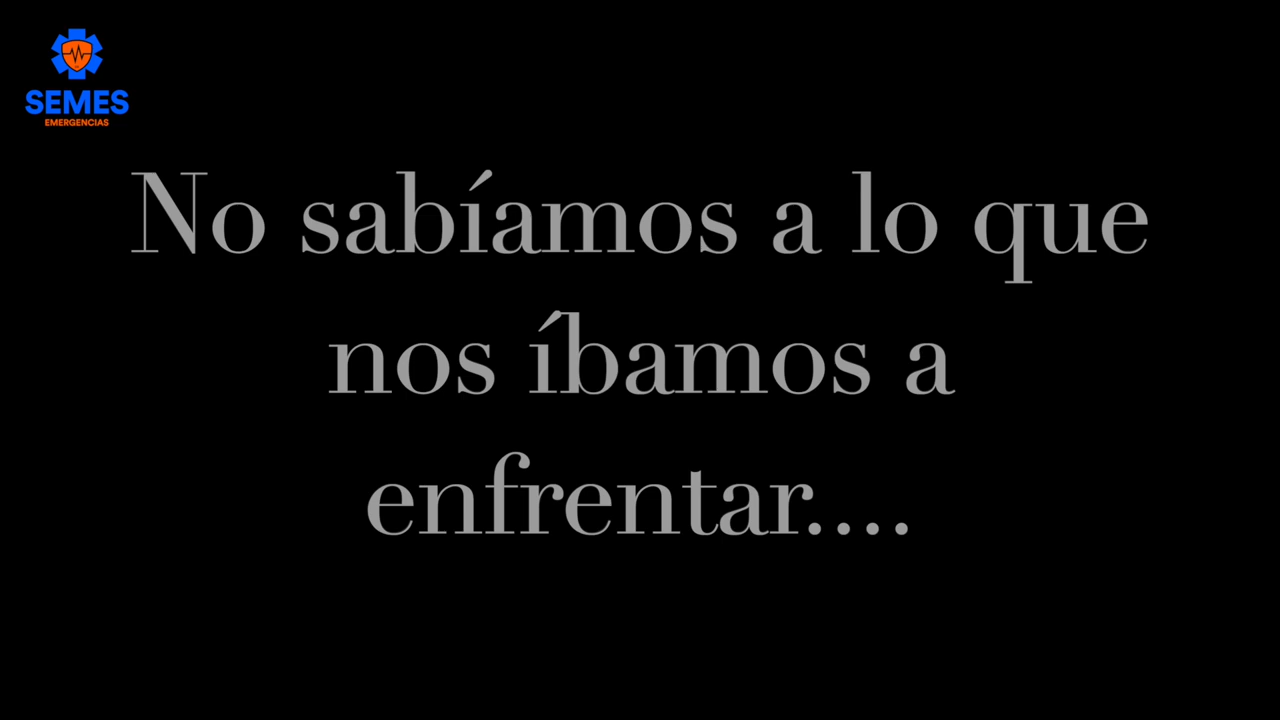 SEMES
EMERGENCIAS
No sabíamos a lo que
nos íbamos a
enfrentar....